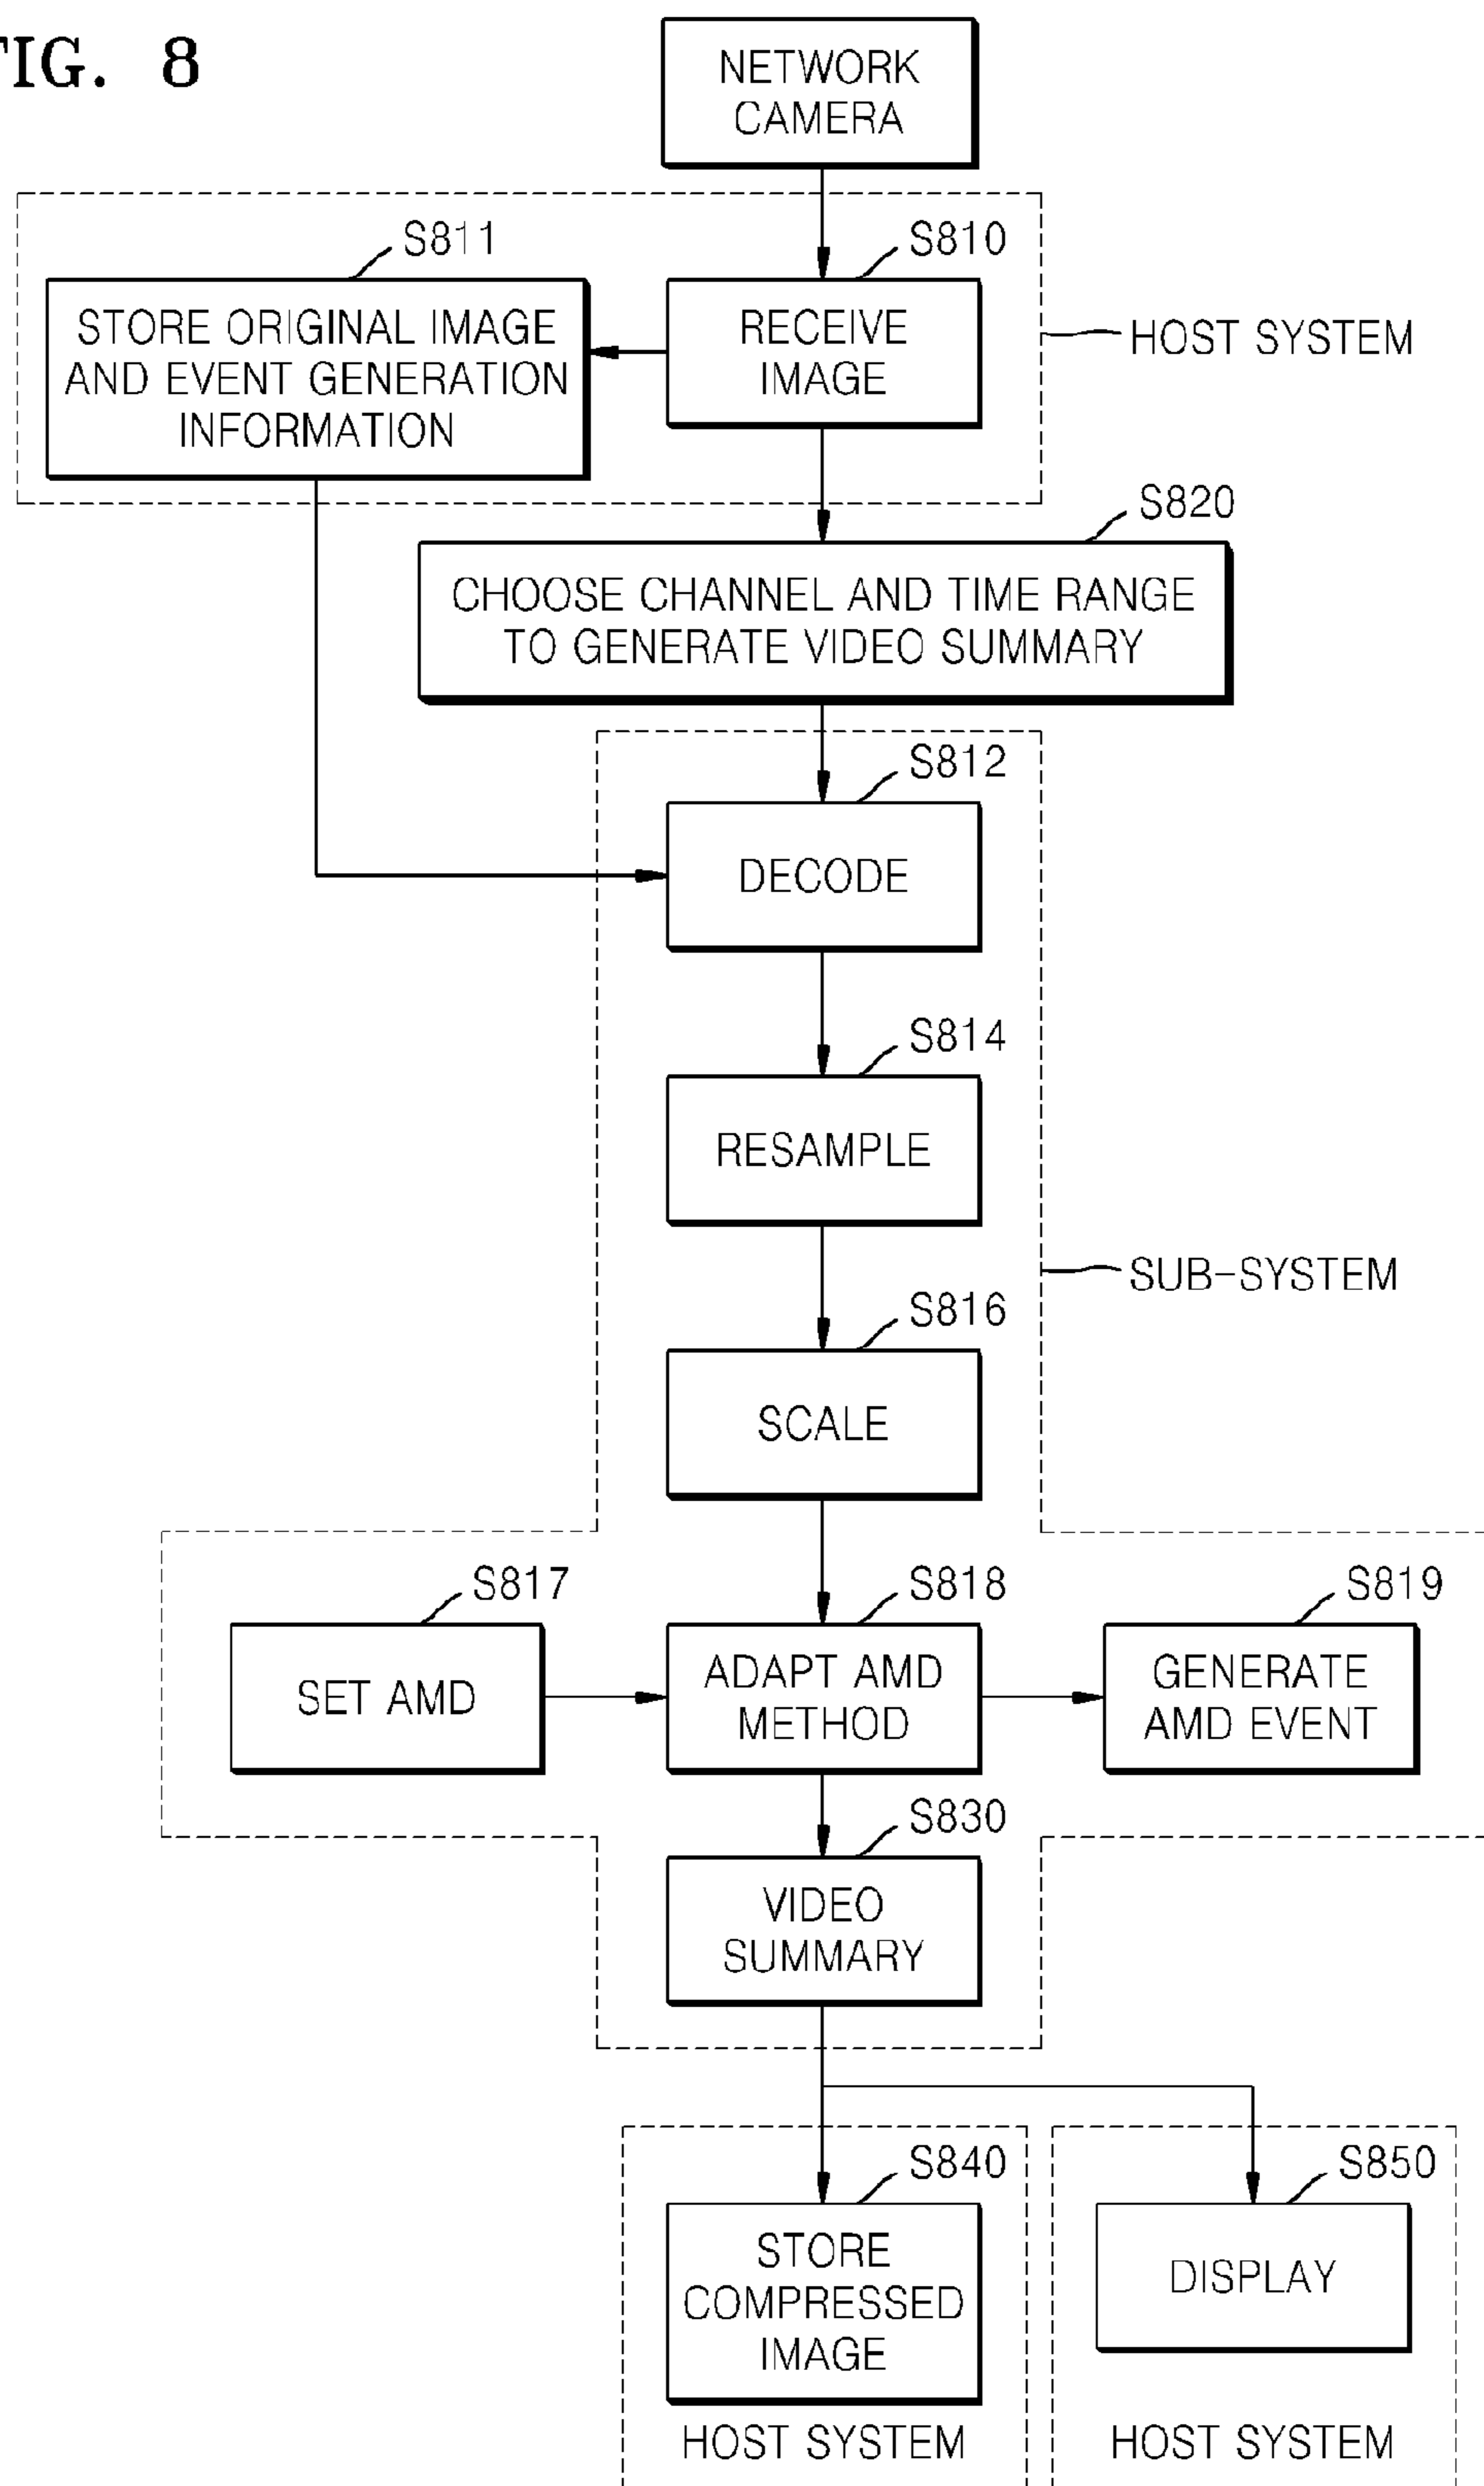 FIG. 8
NETWORK
CAMERA
S811
S810
STORE ORIGINAL IMAGE
AND EVENT GENERATION
INFORMATION
RECEIVE
IMAGE
HOST SYSTEM
S820
CHOOSE CHANNEL AND TIME RANGE
TO GENERATE VIDEO SUMMARY
S812
DECODE
S814
RESAMPLE
SUB-SYSTEM
S816
SCALE
S817
S818
S819
SET AMD
ADAPT AMD
METHOD
GENERATE
AMD EVENT
S830
VIDEO
SUMMARY
S840
S850
STORE
COMPRESSED
IMAGE
DISPLAY
HOST SYSTEM
HOST SYSTEM